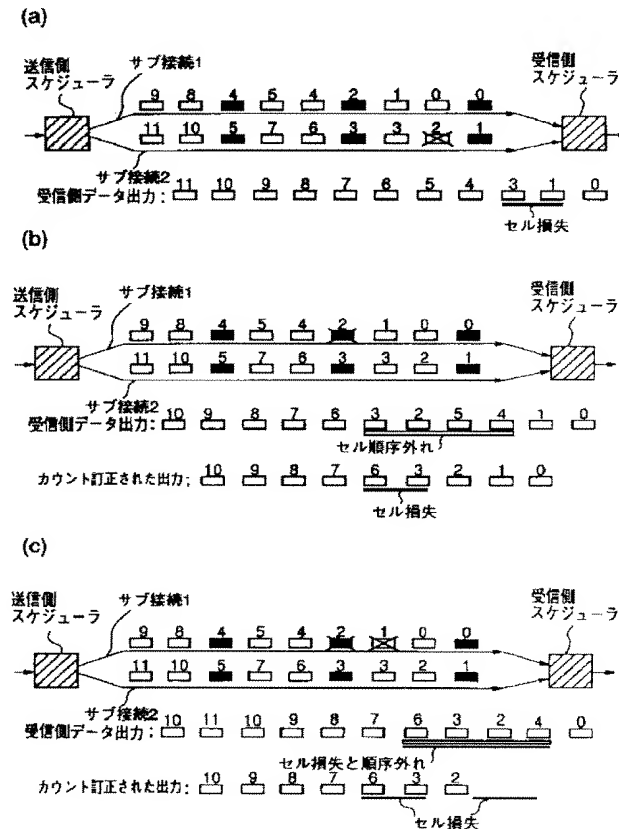 (a)
送信側
スケジューラ
サブ接続1
受信側
スケジューラ
9 8 4 5 4 2 1 0 0
11 10 5 7 6 3 3 2 1
サブ接続2
受信側データ出力: 11 10 9 8 7 6 5 4 3 1 0
セル損失
(b)
送信側
スケジューラ
サブ接続1
受信側
スケジューラ
9 8 4 5 4 2 1 0 0
11 10 5 7 6 3 3 2 1
サブ接続2
受信側データ出力: 10 9 8 7 6 3 2 5 4 1 0
セル順序外れ
カウント訂正された出力; 10 9 8 7 6 3 2 1 0
セル損失
(c)
送信側
スケジューラ
サブ接続1
受信側
スケジューラ
9 8 4 5 4 2 1 0 0
11 10 5 7 6 3 3 2 1
サブ接続2
受信側データ出力: 10 11 10 9 8 7 6 3 2 4 0
セル損失と順序外れ
カウント訂正された出力: 10 9 8 7 6 3 2
セル損失